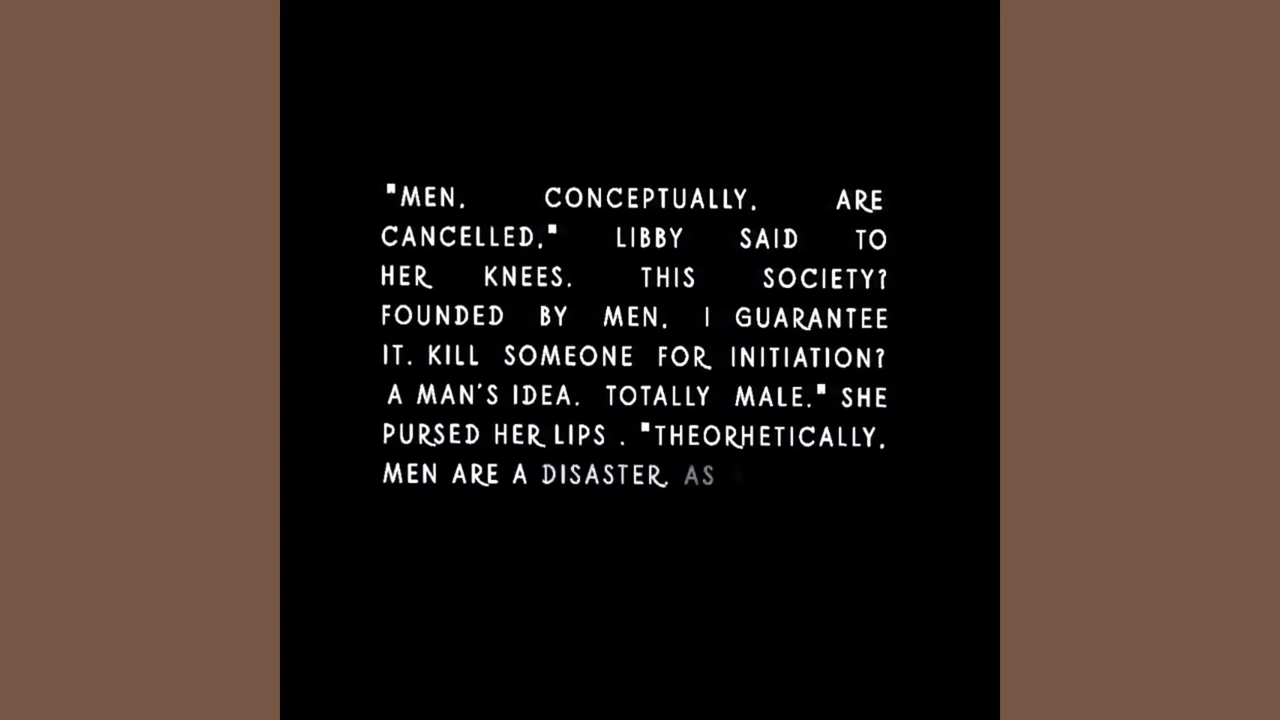 "MEN, CONCEPTUALLY, ARE
CANCELLED," LIBBY SAID TO
HER KNEES. THIS SOCIETY?
FOUNDED BY MEN, I GUARANTEE
IT. KILL SOMEONE FOR INITIATION?
A MAN'S IDEA. TOTALLY MALE." SHE
PURSED HER LIPS . "THEORHETICALLY,
MEN ARE A DISASTER, AS